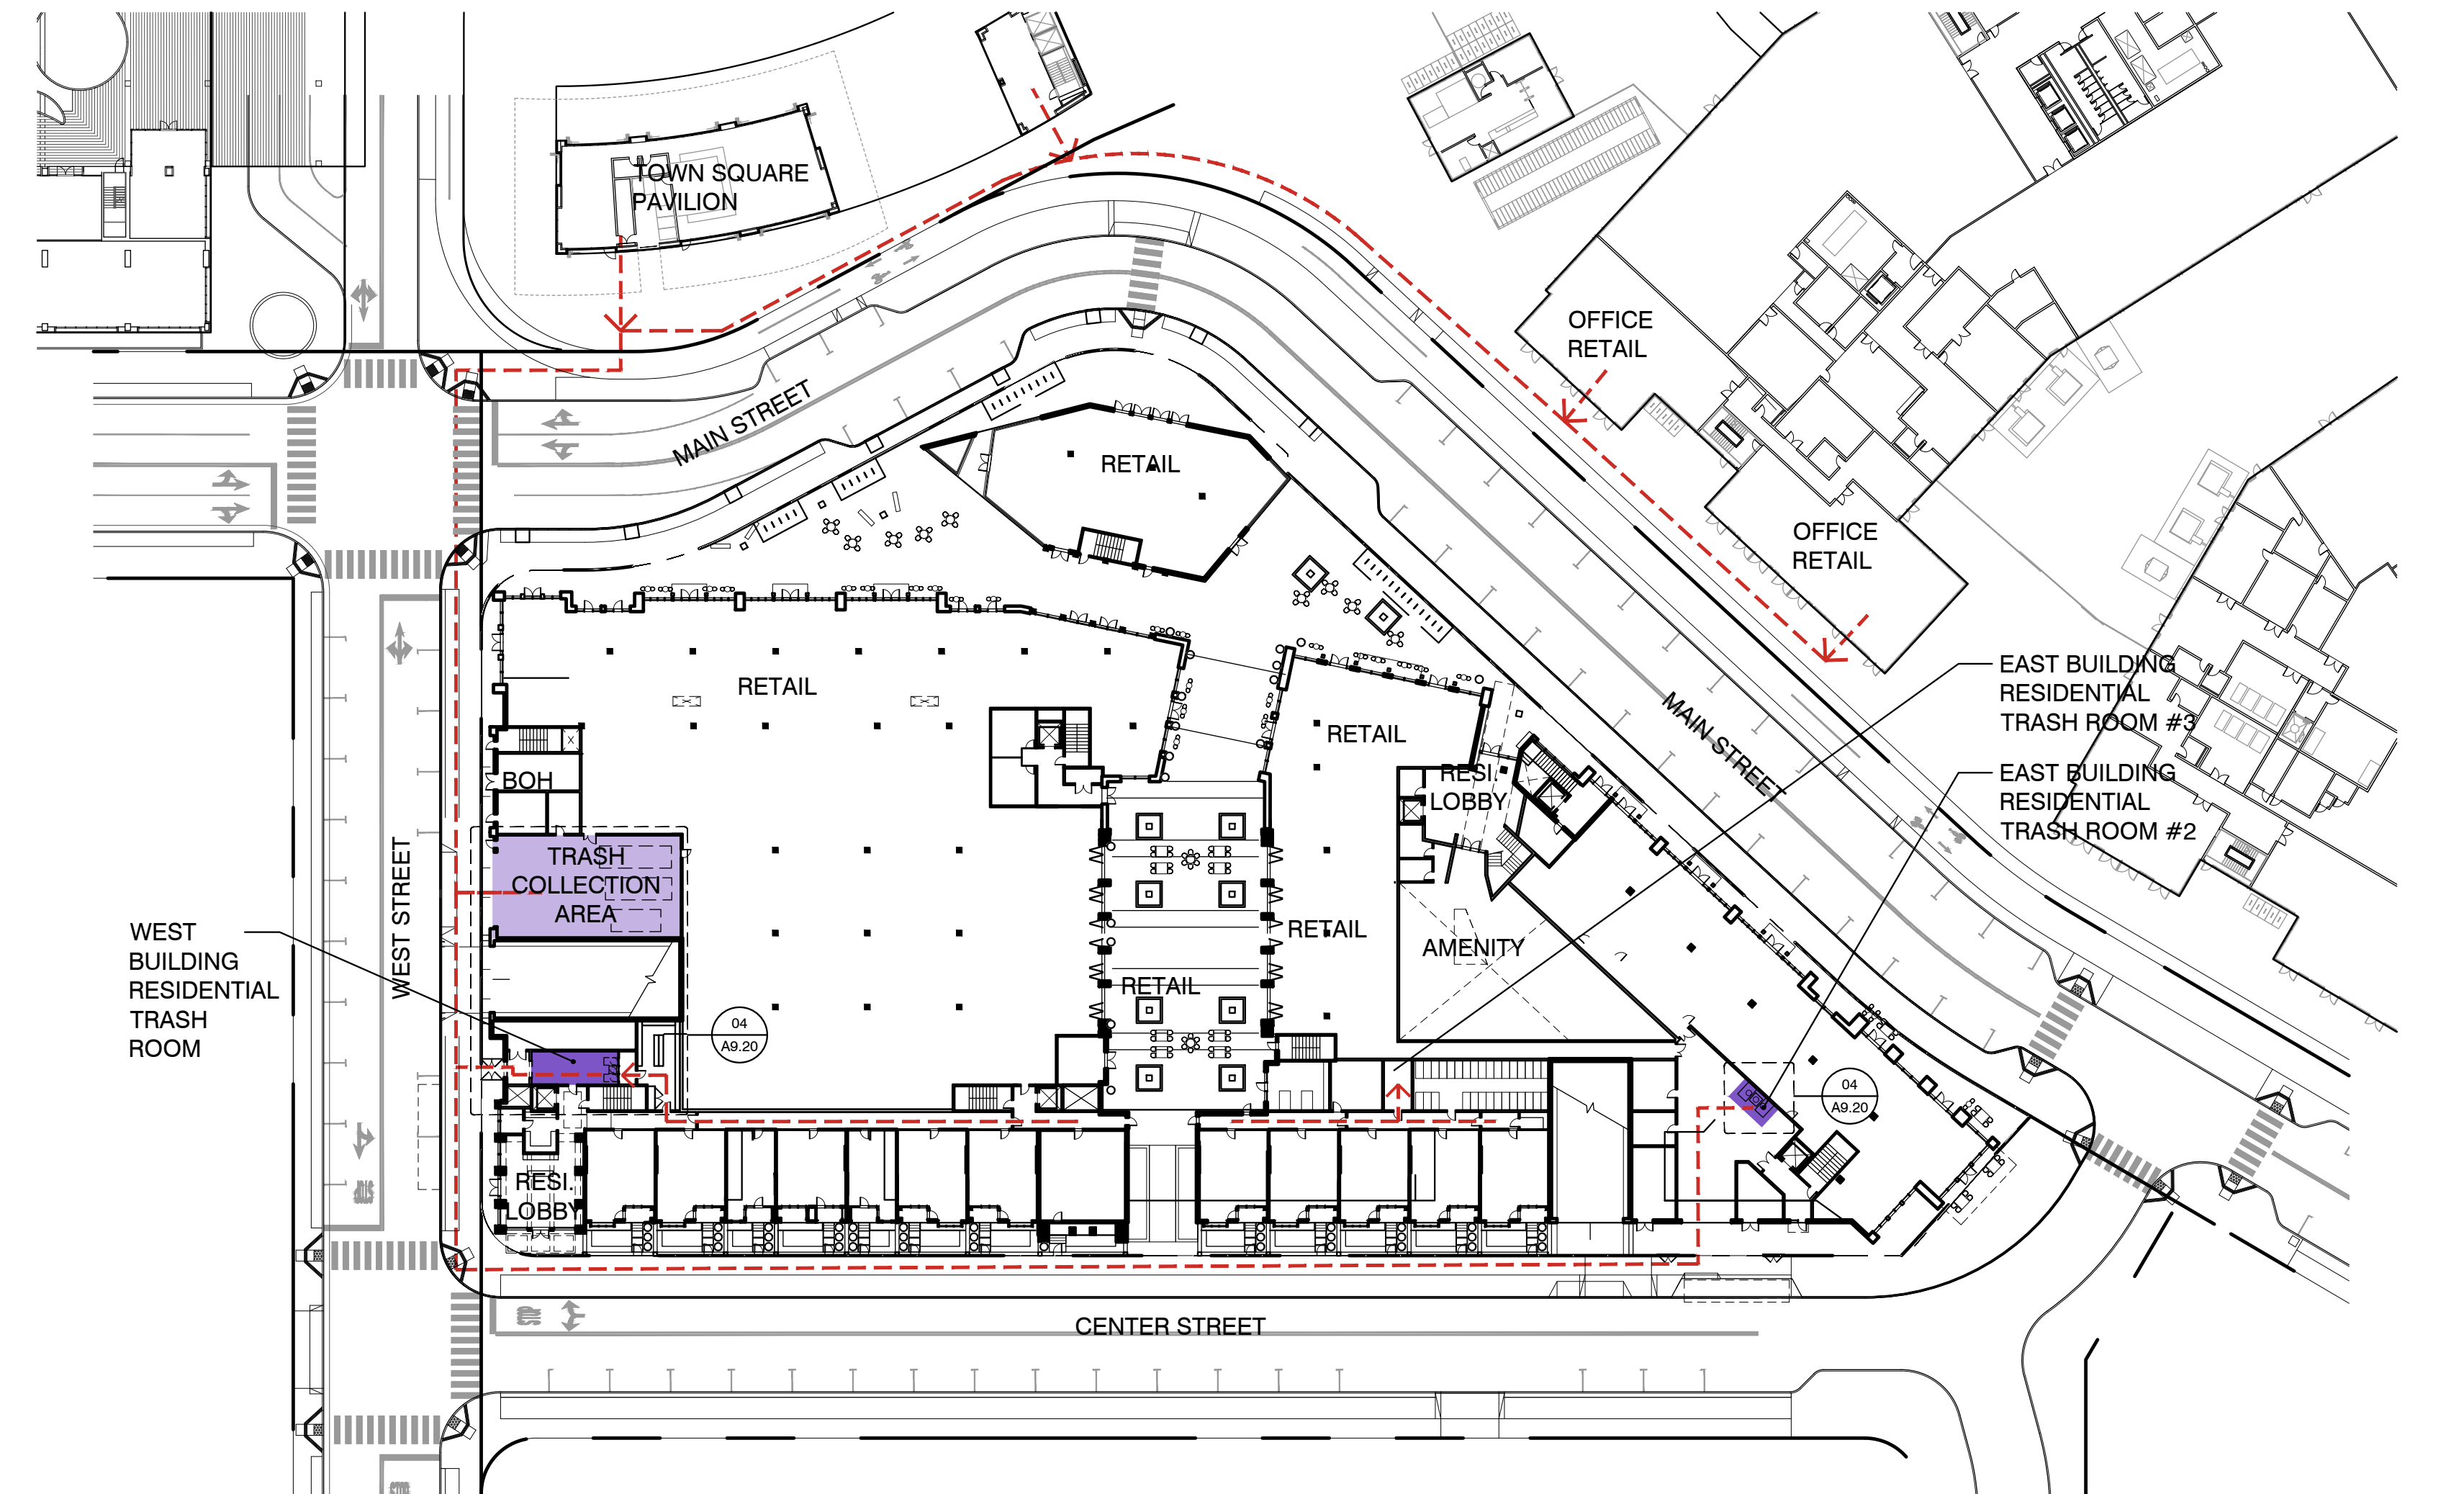 TOWN SQUARE
PAVILION
OFFICE
RETAIL
MAIN STREET
RETAIL
OFFICE
RETAIL
RETAIL
RETAIL
EAST BUILDING
RESIDENTIAL
TRASH ROOM #3
MAIN STREET
BOH
RESI.
LOBBY
EAST BUILDING
RESIDENTIAL
TRASH ROOM #2
TRASH
COLLECTION
AREA
WEST STREET
WEST
BUILDING
RESIDENTIAL
TRASH
ROOM
RETAIL
AMENITY
RETAIL
04
A9.20
04
A9.20
RESI.
LOBBY
CENTER STREET